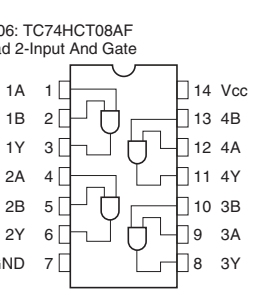 06: TC74HCT08AF
ad 2-Input And Gate
1A 1 14 Vcc
1B 2 13 4B
1Y 3 12 4A
2A 4 11 4Y
2B 5 10 3B
2Y 6 9 3A
GND 7 8 3Y